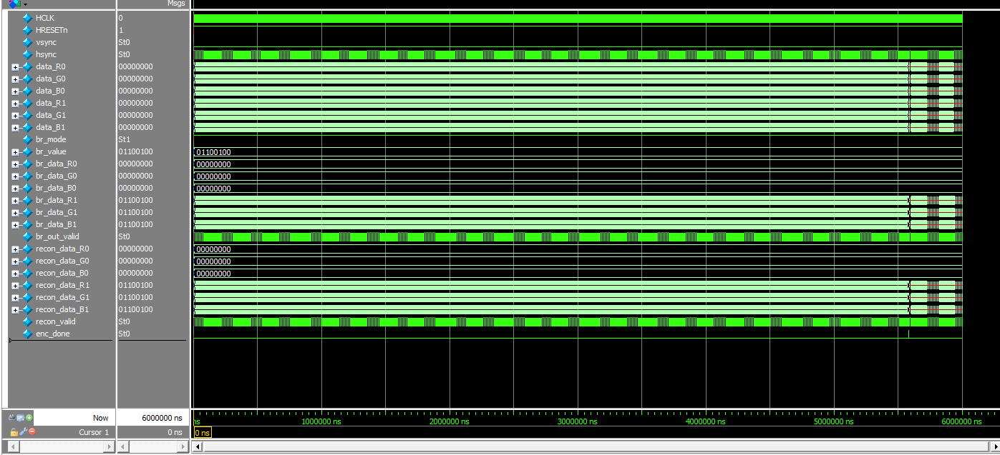 Msgs
HCLK 0
HRESETn 1
vsync St0
hsync St0
data_R0 00000000
data_G0 00000000
data_B0 00000000
data_R1 00000000
data_G1 00000000
data_B1 00000000
br_mode St1
br_value 01100100 01100100
br_data_R0 00000000 00000000
br_data_G0 00000000 00000000
br_data_B0 00000000 00000000
br_data_R1 01100100
br_data_G1 01100100
br_data_B1 01100100
br_out_valid St0
recon_data_R0 00000000 00000000
recon_data_G0 00000000 00000000
recon_data_B0 00000000 00000000
recon_data_R1 01100100
recon_data_G1 01100100
recon_data_B1 01100100
recon_valid St0
enc_done St0
Now 6000000 ns ns 1000000 ns 2000000 ns 3000000 ns 4000000 ns 5000000 ns 6000000 ns
Cursor 1 0 ns 0 ns